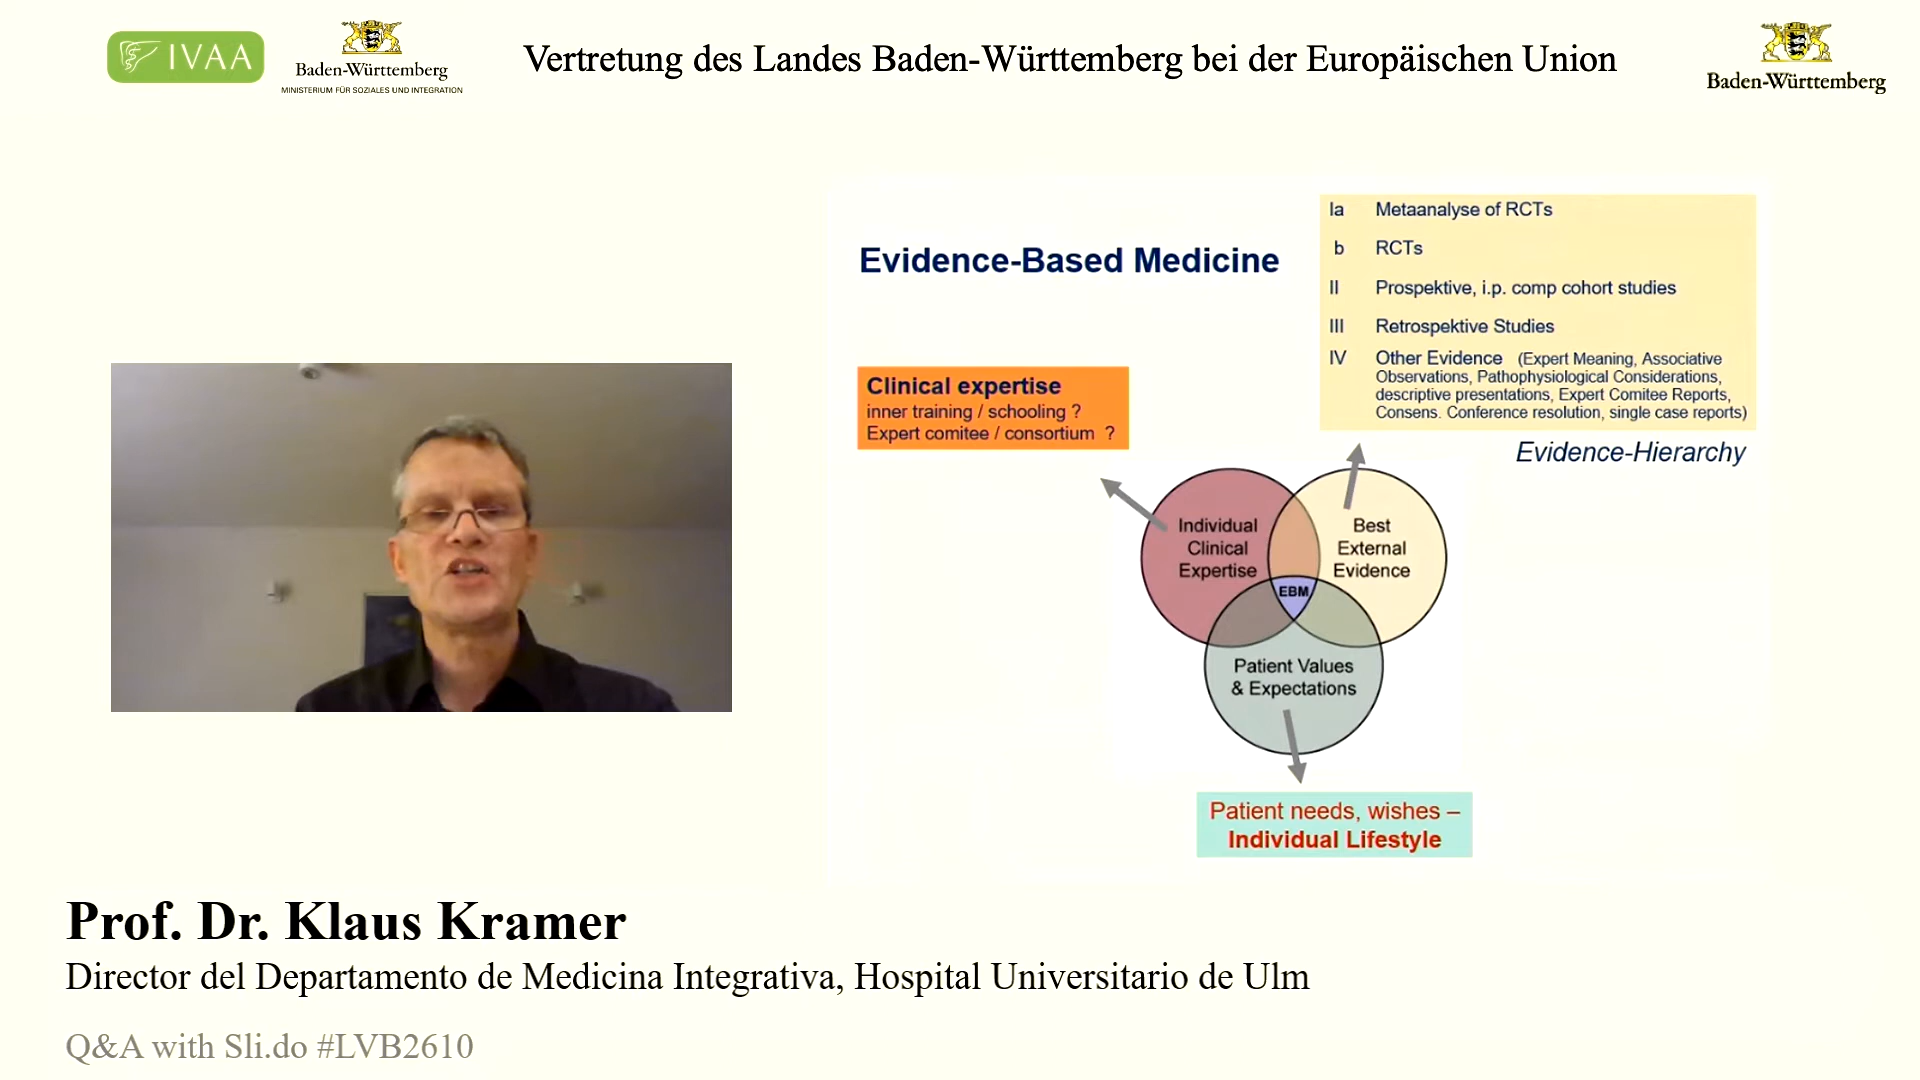 IVAA
Baden-Württemberg
MINISTERIUM FÜR SOZIALES UND INTEGRATION
Vertretung des Landes Baden-Württemberg bei der Europäischen Union
Baden-Württemberg
Evidence-Based Medicine
Ia Metaanalyse of RCTs
b RCTs
II Prospektive, i.p. comp cohort studies
III Retrospektive Studies
IV Other Evidence (Expert Meaning, Associative
Observations, Pathophysiological Considerations,
descriptive presentations, Expert Comitee Reports,
Consens. Conference resolution, single case reports)
Evidence-Hierarchy
Clinical expertise
inner training / schooling ?
Expert comitee / consortium ?
Individual
Clinical
Expertise
Best
External
Evidence
EBM
Patient Values
& Expectations
Patient needs, wishes –
Individual Lifestyle
Prof. Dr. Klaus Kramer
Director del Departamento de Medicina Integrativa, Hospital Universitario de Ulm
Q&A with Sli.do #LVB2610